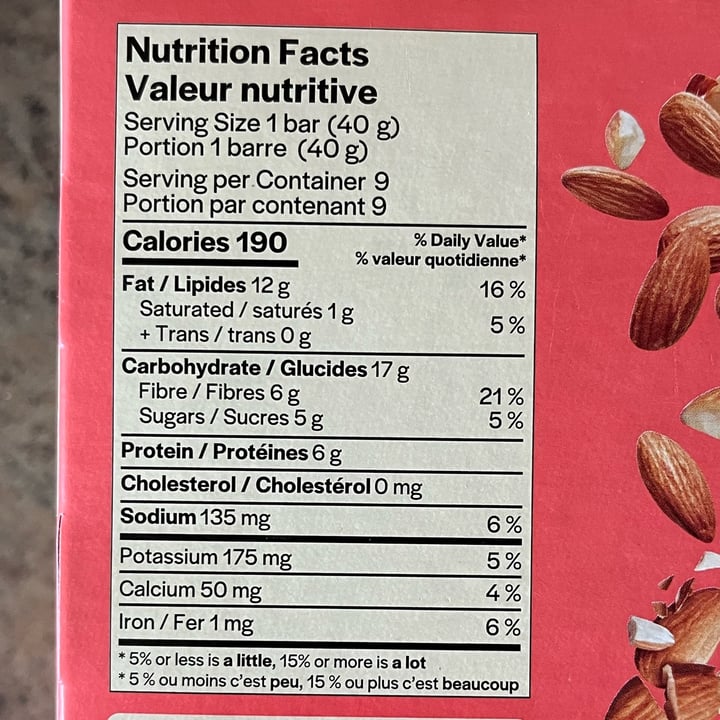 Nutrition Facts
Valeur nutritive
Serving Size 1 bar (40 g)
Portion 1 barre (40 g)
Serving per Container 9
Portion par contenant 9
Calories 190
% Daily Value*
% valeur quotidienne*
Fat / Lipides 12 g 16 %
Saturated / saturés 1 g
+ Trans / trans 0 g 5 %
Carbohydrate / Glucides 17 g
Fibre / Fibres 6 g 21 %
Sugars / Sucres 5 g 5 %
Protein / Protéines 6 g
Cholesterol / Cholestérol 0 mg
Sodium 135 mg 6 %
Potassium 175 mg 5 %
Calcium 50 mg 4 %
Iron / Fer 1 mg 6 %
* 5% or less is a little, 15% or more is a lot
* 5 % ou moins c'est peu, 15 % ou plus c'est beaucoup